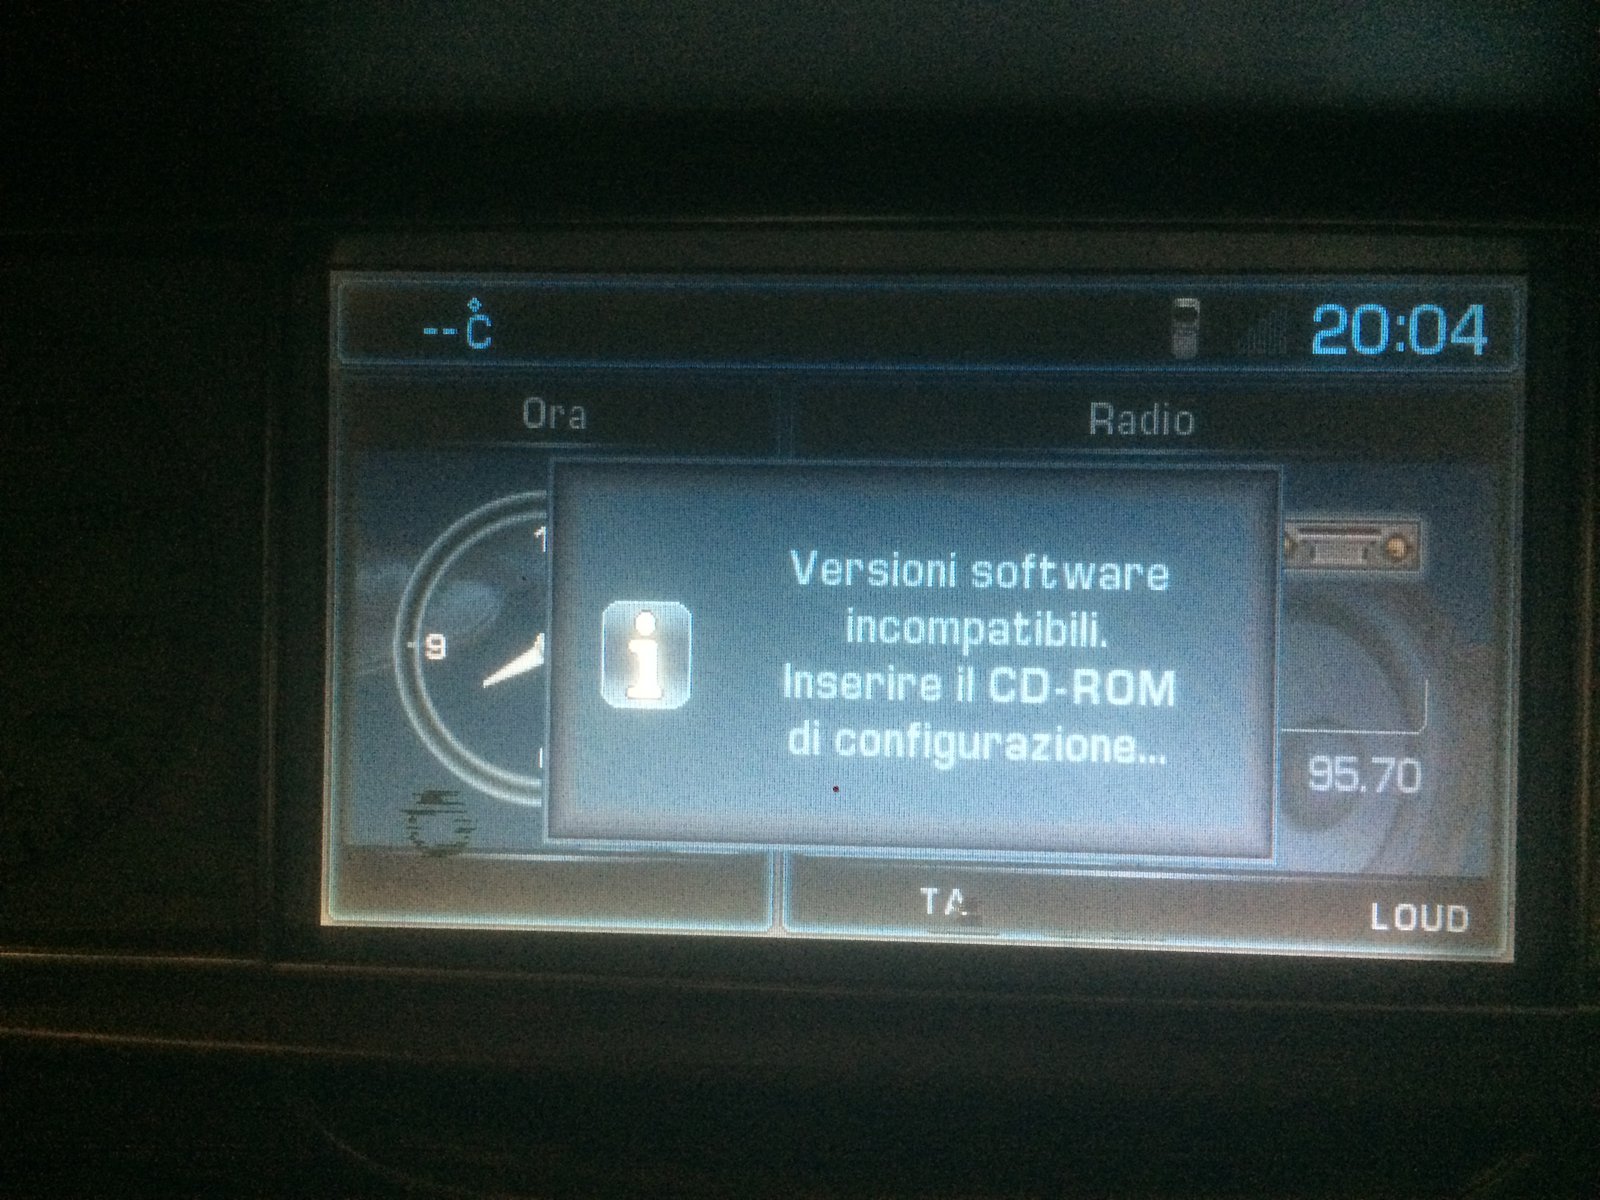 --°C
20:04
Ora
Radio
9
Versioni software
incompatibili.
Inserire il CD-ROM
di configurazione...
95.70
TA
LOUD